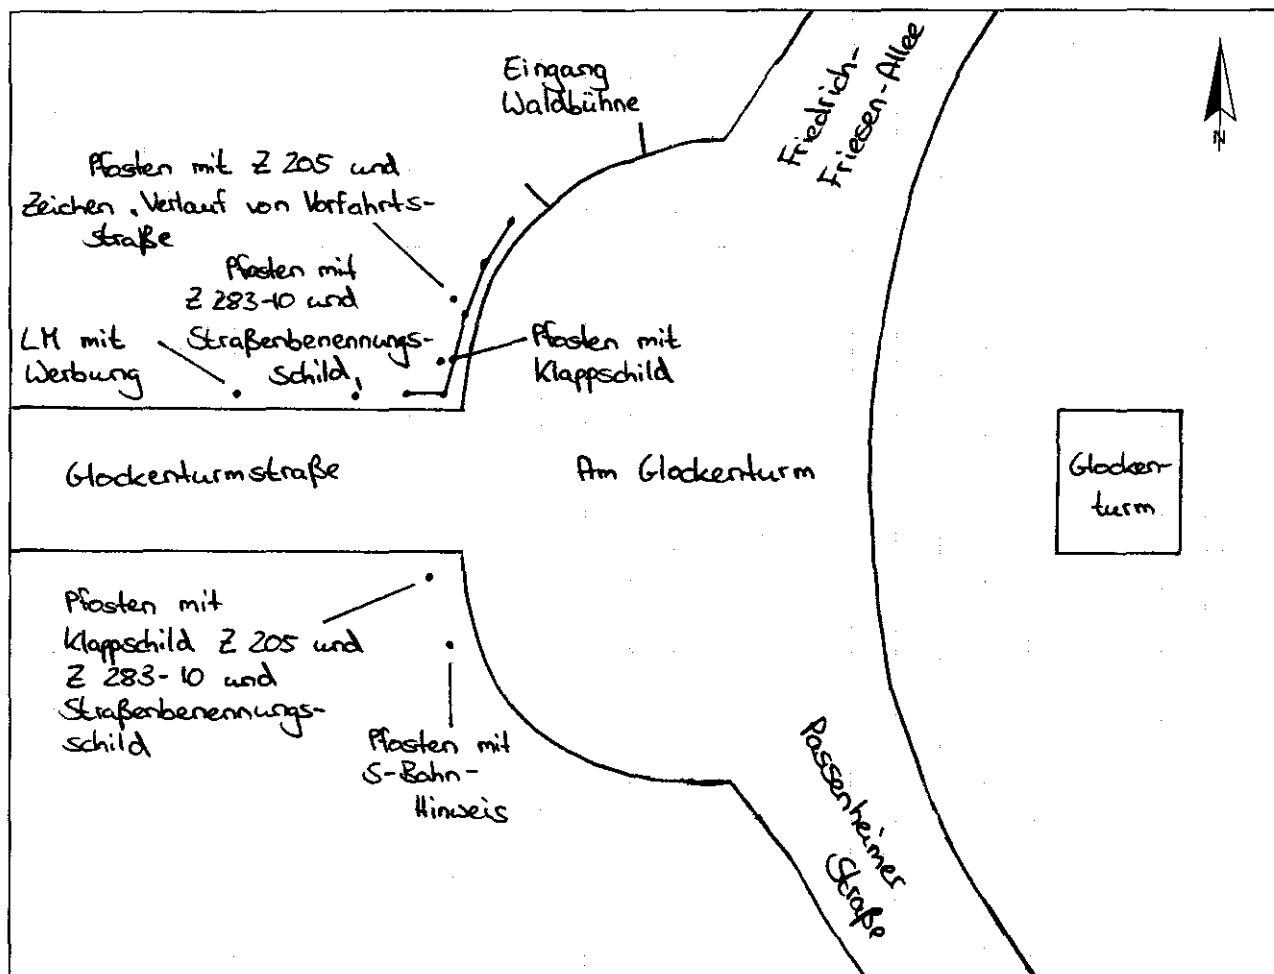 Eingang
Waldbühne
Friedrich-
Friesen-Allee
N
Pfosten mit Z 205 und
Zeichen "Verlauf von Vorfahrts-
straße
Pfosten mit
Z 283-10 und
Straßenbenennungs-
schild
LM mit
Werbung
Pfosten mit
Klappschild
Glockenturmstraße
Am Glockenturm
Glocken-
turm
Pfosten mit
Klappschild Z 205 und
Z 283-10 und
Straßenbenennungs-
schild
Pfosten mit
S-Bahn-
Hinweis
Passenheimer
Straße